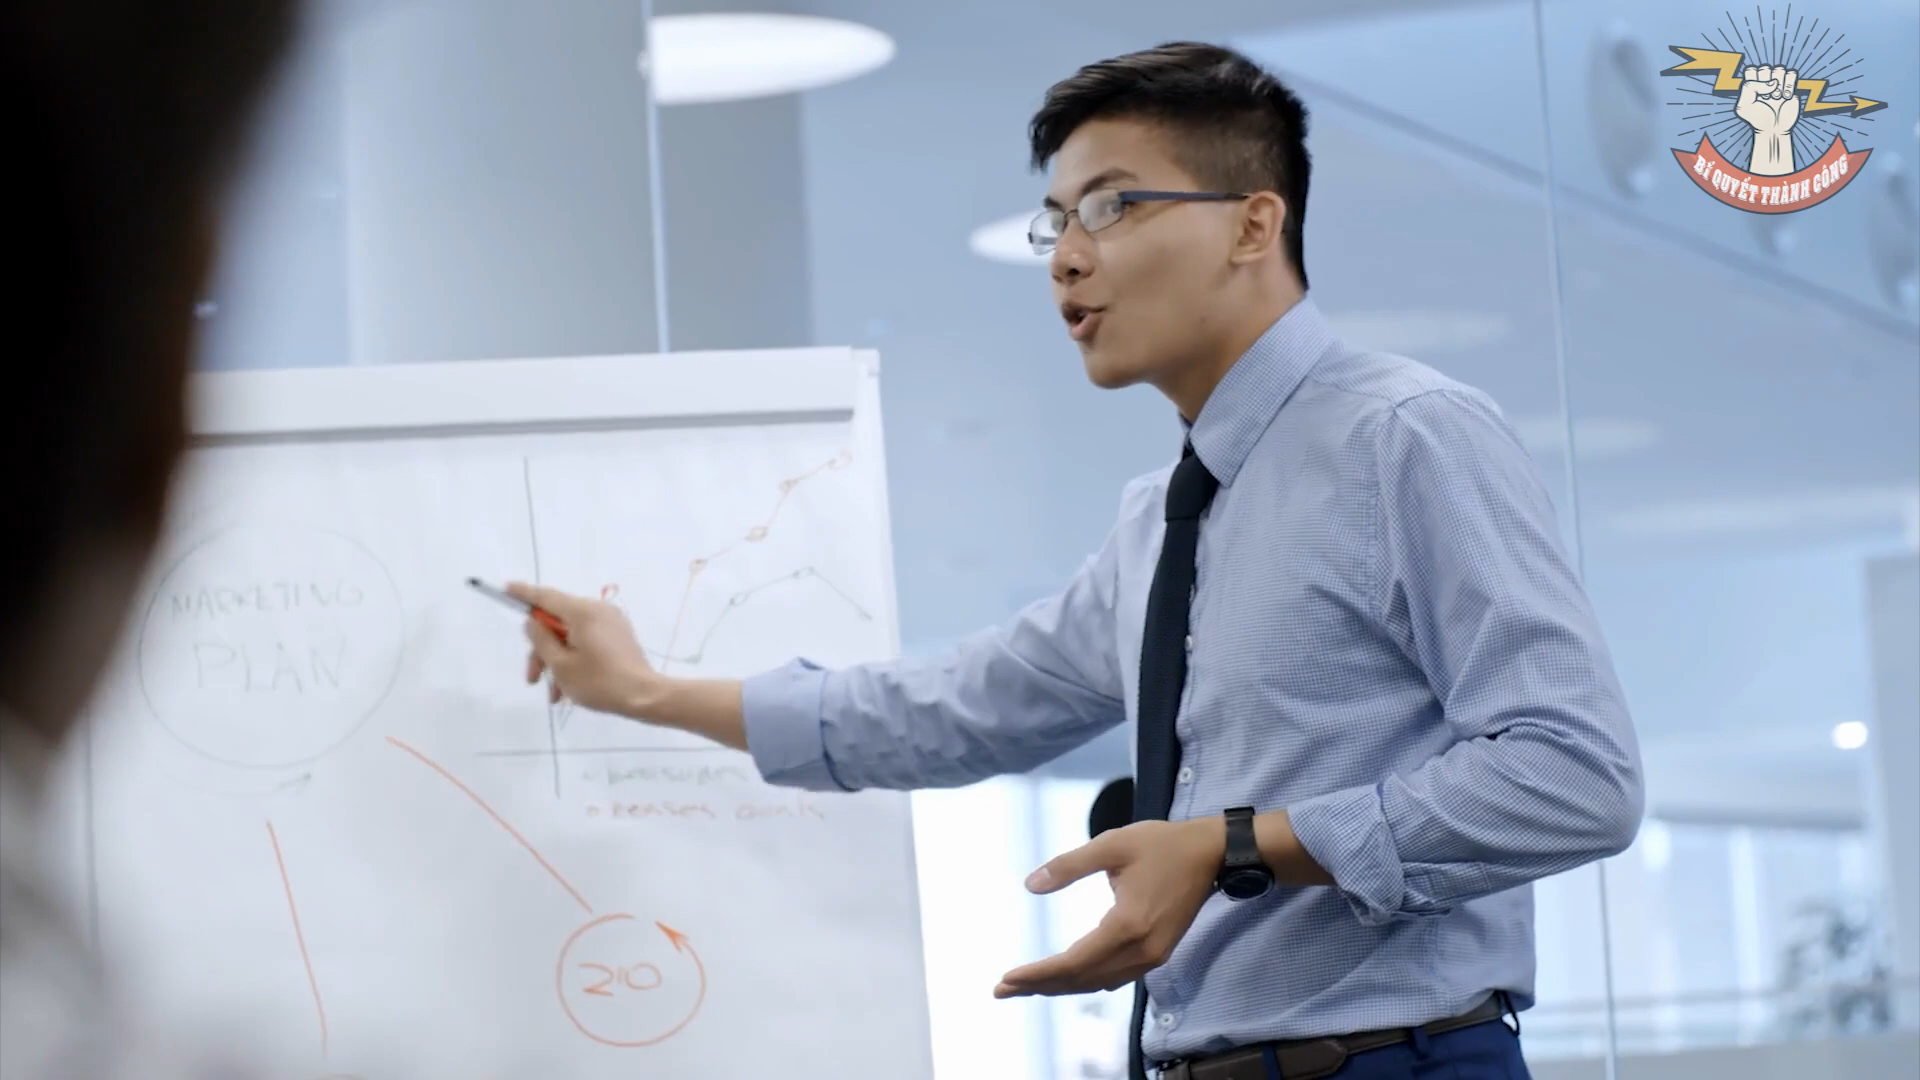 BÍ QUYẾT THÀNH CÔNG
MARKETING
PLAN
210